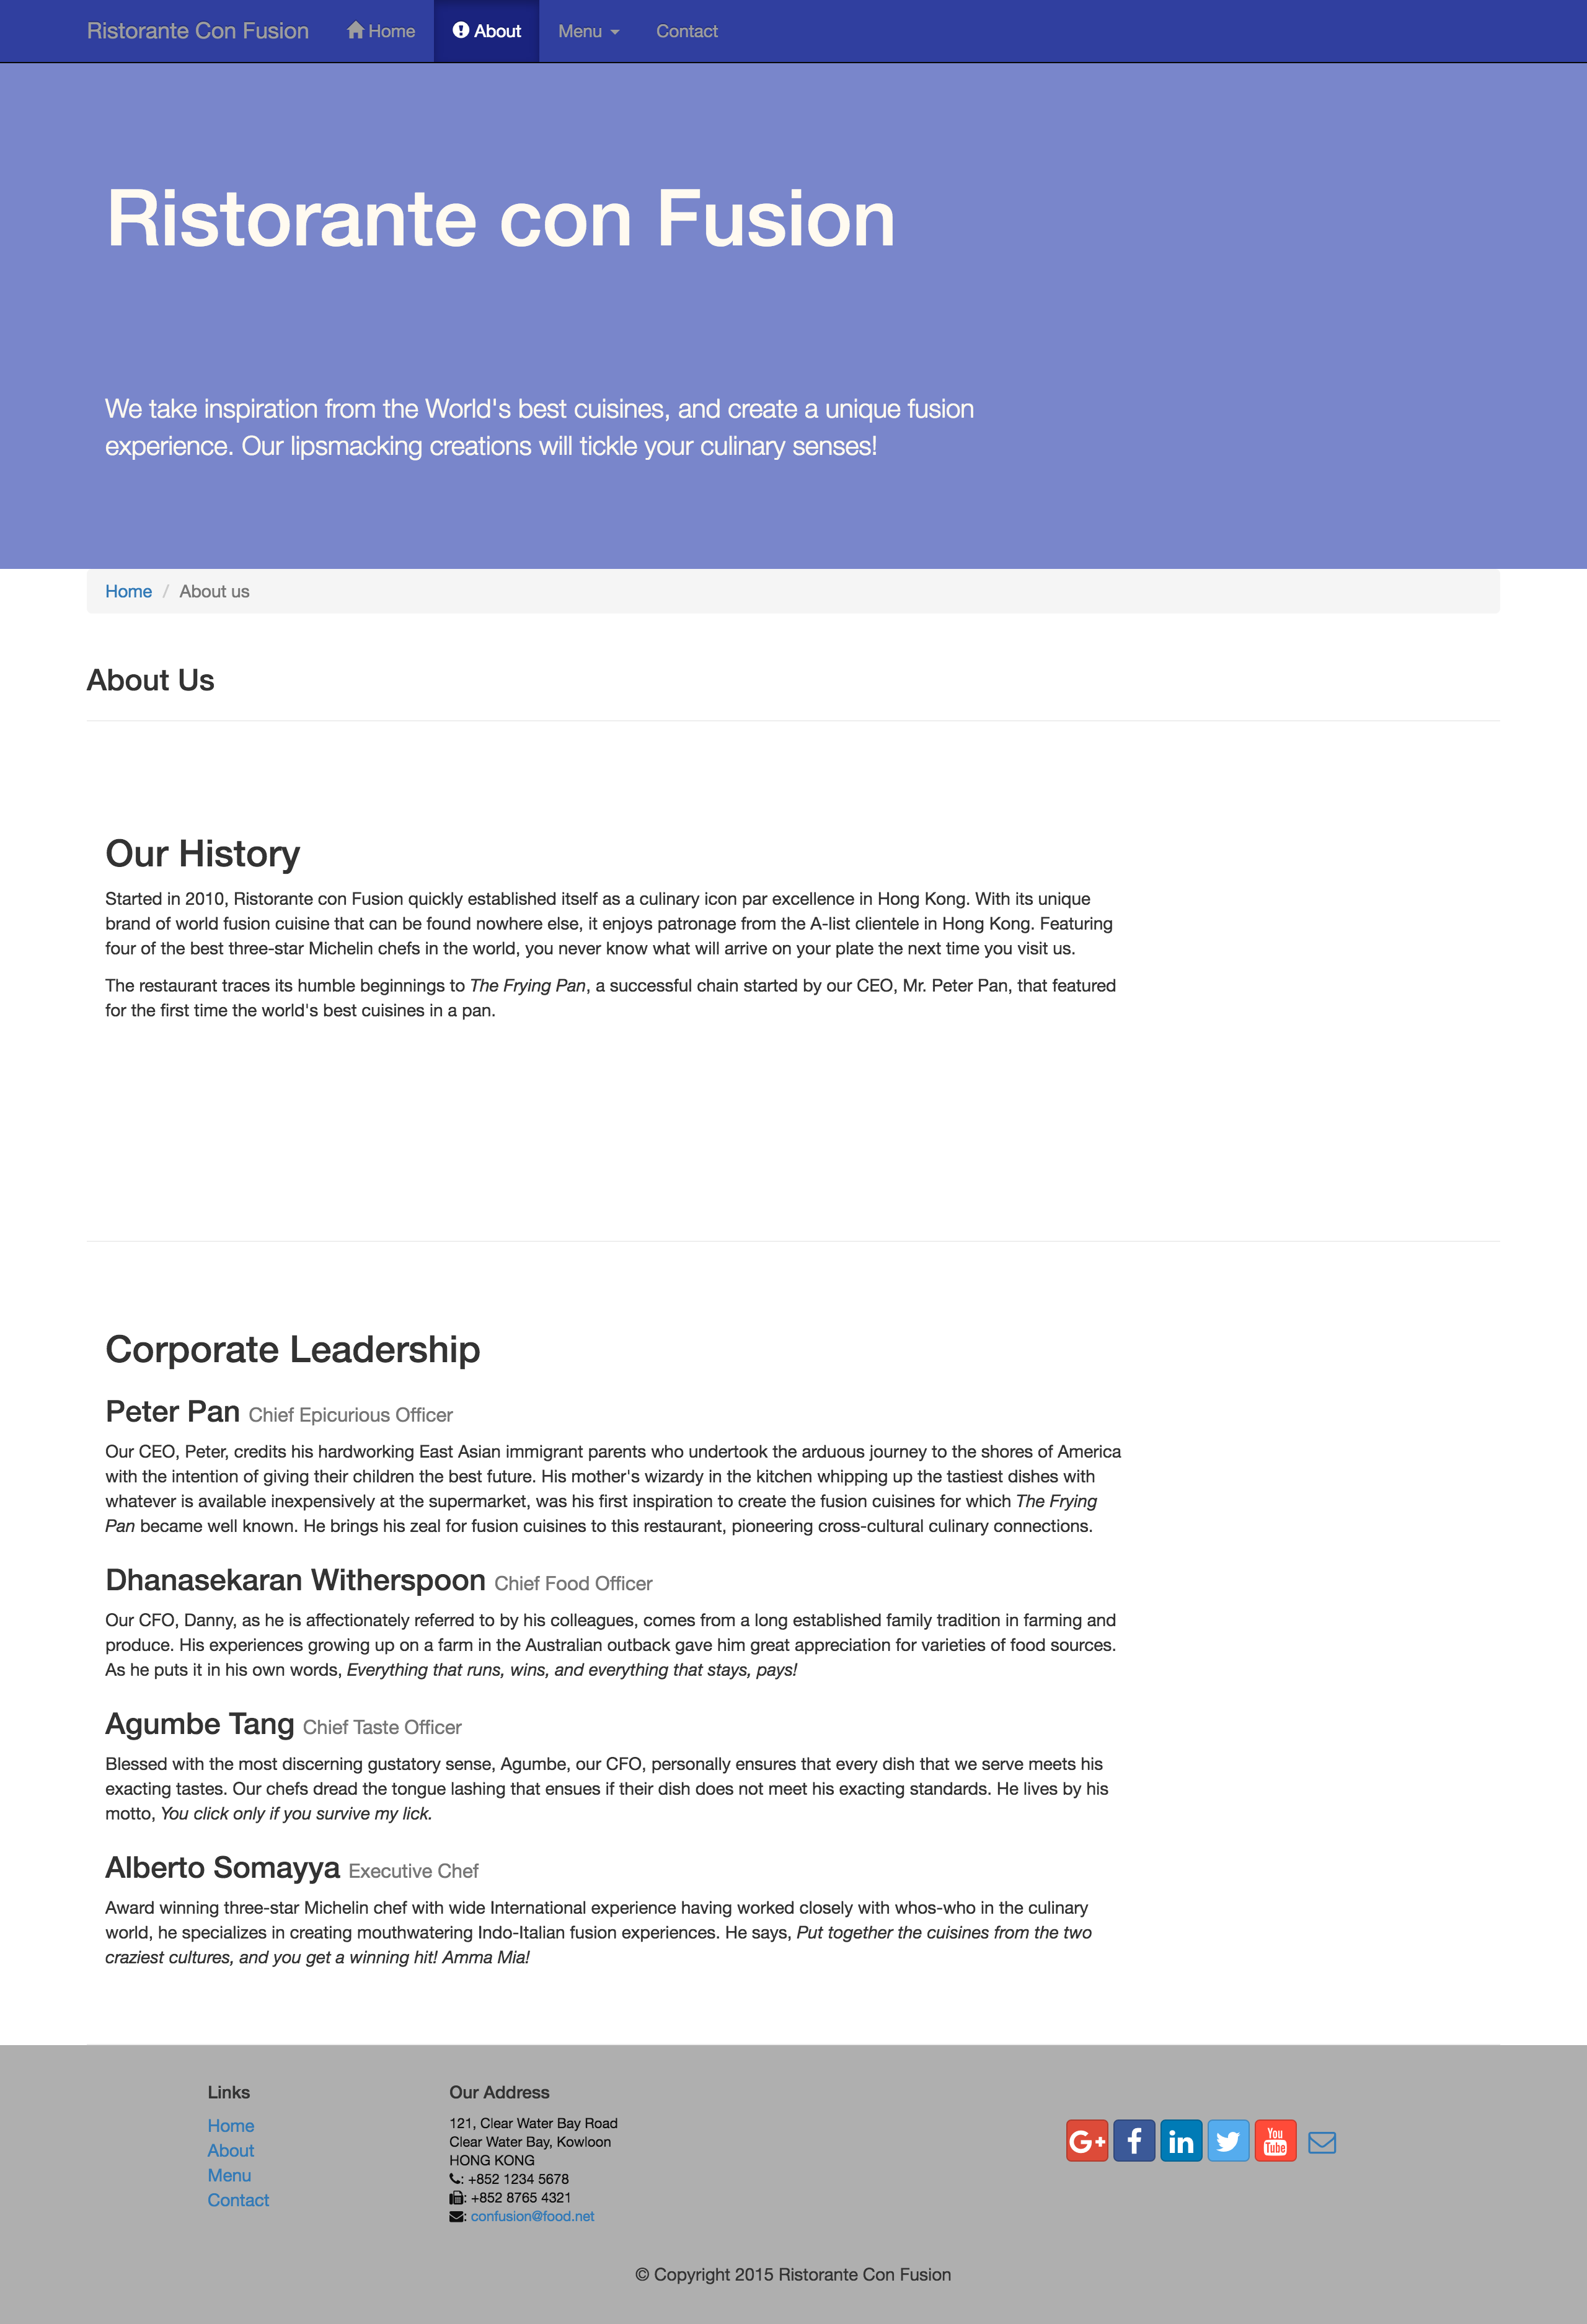 Ristorante Con Fusion Home About Menu Contact
Ristorante con Fusion
We take inspiration from the World's best cuisines, and create a unique fusion
experience. Our lipsmacking creations will tickle your culinary senses!
Home / About us
About Us
Our History
Started in 2010, Ristorante con Fusion quickly established itself as a culinary icon par excellence in Hong Kong. With its unique
brand of world fusion cuisine that can be found nowhere else, it enjoys patronage from the A-list clientele in Hong Kong. Featuring
four of the best three-star Michelin chefs in the world, you never know what will arrive on your plate the next time you visit us.
The restaurant traces its humble beginnings to The Frying Pan, a successful chain started by our CEO, Mr. Peter Pan, that featured
for the first time the world's best cuisines in a pan.
Corporate Leadership
Peter Pan Chief Epicurious Officer
Our CEO, Peter, credits his hardworking East Asian immigrant parents who undertook the arduous journey to the shores of America
with the intention of giving their children the best future. His mother's wizardy in the kitchen whipping up the tastiest dishes with
whatever is available inexpensively at the supermarket, was his first inspiration to create the fusion cuisines for which The Frying
Pan became well known. He brings his zeal for fusion cuisines to this restaurant, pioneering cross-cultural culinary connections.
Dhanasekaran Witherspoon Chief Food Officer
Our CFO, Danny, as he is affectionately referred to by his colleagues, comes from a long established family tradition in farming and
produce. His experiences growing up on a farm in the Australian outback gave him great appreciation for varieties of food sources.
As he puts it in his own words, Everything that runs, wins, and everything that stays, pays!
Agumbe Tang Chief Taste Officer
Blessed with the most discerning gustatory sense, Agumbe, our CFO, personally ensures that every dish that we serve meets his
exacting tastes. Our chefs dread the tongue lashing that ensues if their dish does not meet his exacting standards. He lives by his
motto, You click only if you survive my lick.
Alberto Somayya Executive Chef
Award winning three-star Michelin chef with wide International experience having worked closely with whos-who in the culinary
world, he specializes in creating mouthwatering Indo-Italian fusion experiences. He says, Put together the cuisines from the two
craziest cultures, and you get a winning hit! Amma Mia!
Links
Home
About
Menu
Contact
Our Address
121, Clear Water Bay Road
Clear Water Bay, Kowloon
HONG KONG
: +852 1234 5678
: +852 8765 4321
: confusion@food.net
G+ f in You Tube
© Copyright 2015 Ristorante Con Fusion